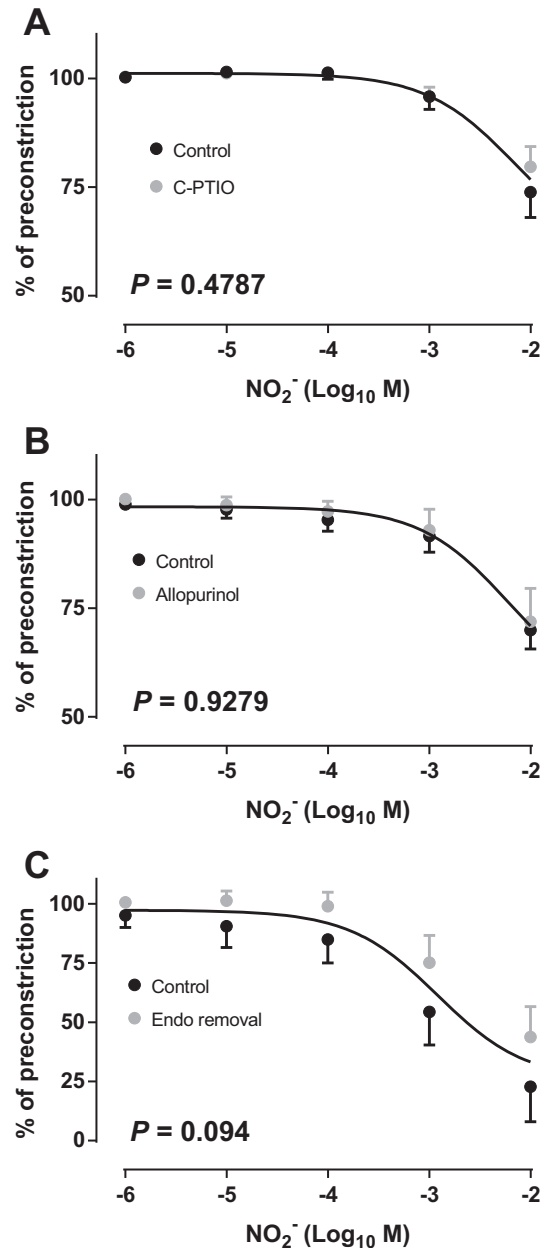 A
% of preconstriction
100
75
50
Control
C-PTIO
P = 0.4787
-6 -5 -4 -3 -2
NO₂⁻ (Log₁₀ M)
B
% of preconstriction
100
75
50
Control
Allopurinol
P = 0.9279
-6 -5 -4 -3 -2
NO₂⁻ (Log₁₀ M)
C
% of preconstriction
100
75
50
25
0
Control
Endo removal
P = 0.094
-6 -5 -4 -3 -2
NO₂⁻ (Log₁₀ M)